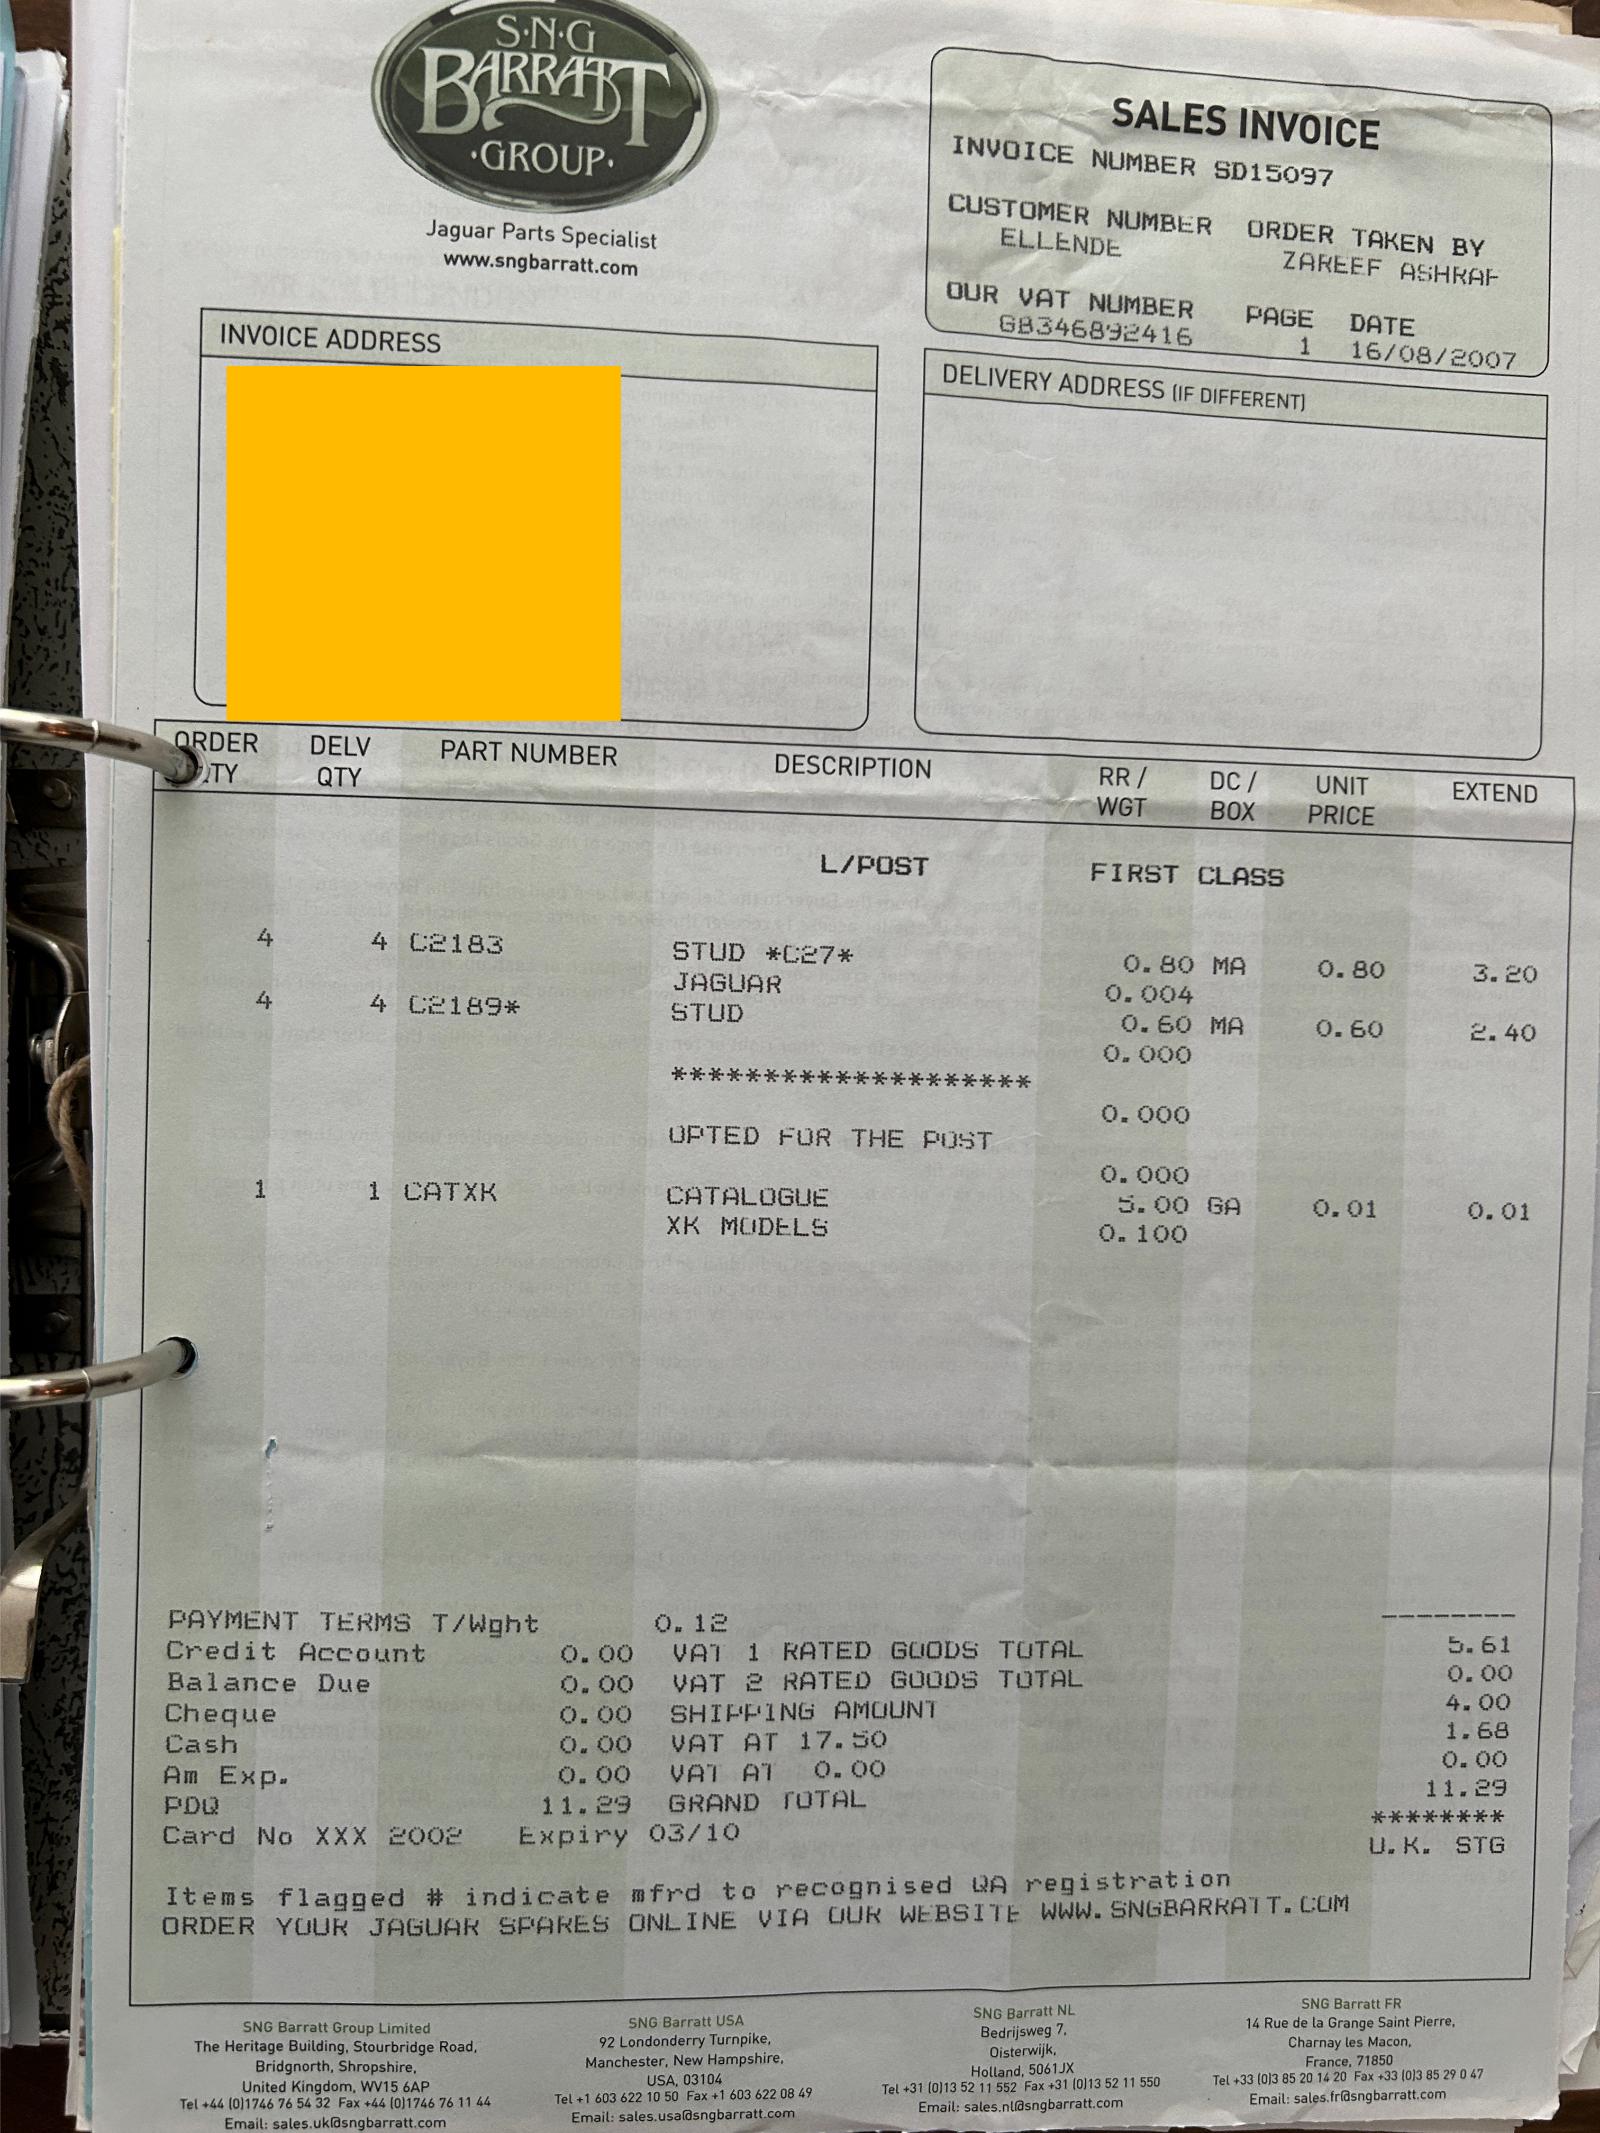 S·N·G
BARRATT
·GROUP·
Jaguar Parts Specialist
www.sngbarratt.com
SALES INVOICE
INVOICE NUMBER SD15097
CUSTOMER NUMBER ORDER TAKEN BY
ELLENDE ZAREEF ASHRAF
OUR VAT NUMBER PAGE DATE
GB346892416 1 16/08/2007
INVOICE ADDRESS
DELIVERY ADDRESS (IF DIFFERENT)
ORDER DELV PART NUMBER DESCRIPTION RR / DC / UNIT EXTEND
QTY WGT BOX PRICE
L/POST FIRST CLASS
4 4 C2183 STUD *C27* 0.80 MA 0.80 3.20
JAGUAR 0.004
4 4 C2189* STUD 0.60 MA 0.60 2.40
0.000
********************
0.000
OPTED FOR THE POST
0.000
1 1 CATXK CATALOGUE 5.00 GA 0.01 0.01
XK MODELS 0.100
PAYMENT TERMS T/Wght 0.12 --------
Credit Account 0.00 VAT 1 RATED GOODS TOTAL 5.61
Balance Due 0.00 VAT 2 RATED GOODS TOTAL 0.00
Cheque 0.00 SHIPPING AMOUNT 4.00
Cash 0.00 VAT AT 17.50 1.68
Am Exp. 0.00 VAT AT 0.00 0.00
PDQ 11.29 GRAND TOTAL 11.29
********
Card No XXX 2002 Expiry 03/10 U.K. STG
Items flagged # indicate mfrd to recognised QA registration
ORDER YOUR JAGUAR SPARES ONLINE VIA OUR WEBSITE WWW.SNGBARRATT.COM
SNG Barratt Group Limited
The Heritage Building, Stourbridge Road,
Bridgnorth, Shropshire,
United Kingdom, WV15 6AP
Tel +44 (0)1746 76 54 32 Fax +44 (0)1746 76 11 44
Email: sales.uk@sngbarratt.com
SNG Barratt USA
92 Londonderry Turnpike,
Manchester, New Hampshire,
USA, 03104
Tel +1 603 622 10 50 Fax +1 603 622 08 49
Email: sales.usa@sngbarratt.com
SNG Barratt NL
Bedrijsweg 7,
Oisterwijk,
Holland, 5061JX
Tel +31 (0)13 52 11 552 Fax +31 (0)13 52 11 550
Email: sales.nl@sngbarratt.com
SNG Barratt FR
14 Rue de la Grange Saint Pierre,
Charnay les Macon,
France, 71850
Tel +33 (0)3 85 20 14 20 Fax +33 (0)3 85 29 0 47
Email: sales.fr@sngbarratt.com